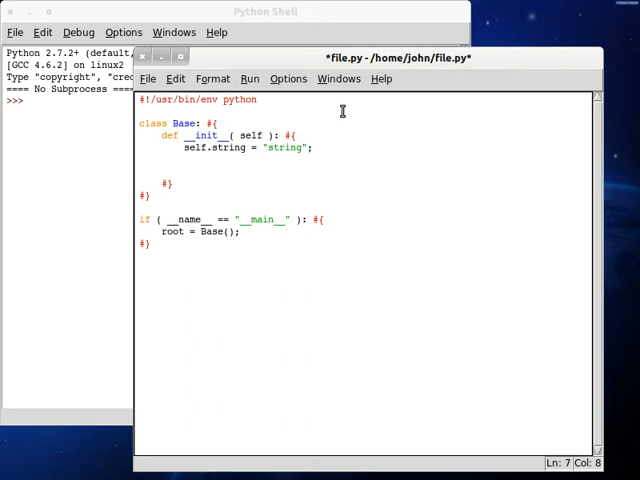 Python Shell
File Edit Debug Options Windows Help
Python 2.7.2+ (default,
[GCC 4.6.2] on linux2
Type "copyright", "cred
==== No Subprocess ====
>>>
*file.py - /home/john/file.py*
File Edit Format Run Options Windows Help
#!/usr/bin/env python
class Base: #{
    def __init__( self ): #{
        self.string = "string";
    #}
#}
if ( __name__ == "__main__" ): #{
    root = Base();
#}
Ln: 7 Col: 8